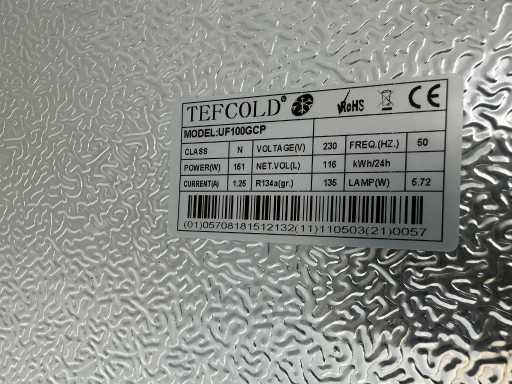 TEFCOLD®
RoHS CE
MODEL:UF100GCP
CLASS N VOLTAGE(V) 230 FREQ.(HZ.) 50
POWER(W) 161 NET.VOL(L) 116 kWh/24h
CURRENT(A) 1.25 R134a(gr.) 135 LAMP(W) 5.72
(01)05708181512132(11)110503(21)0057